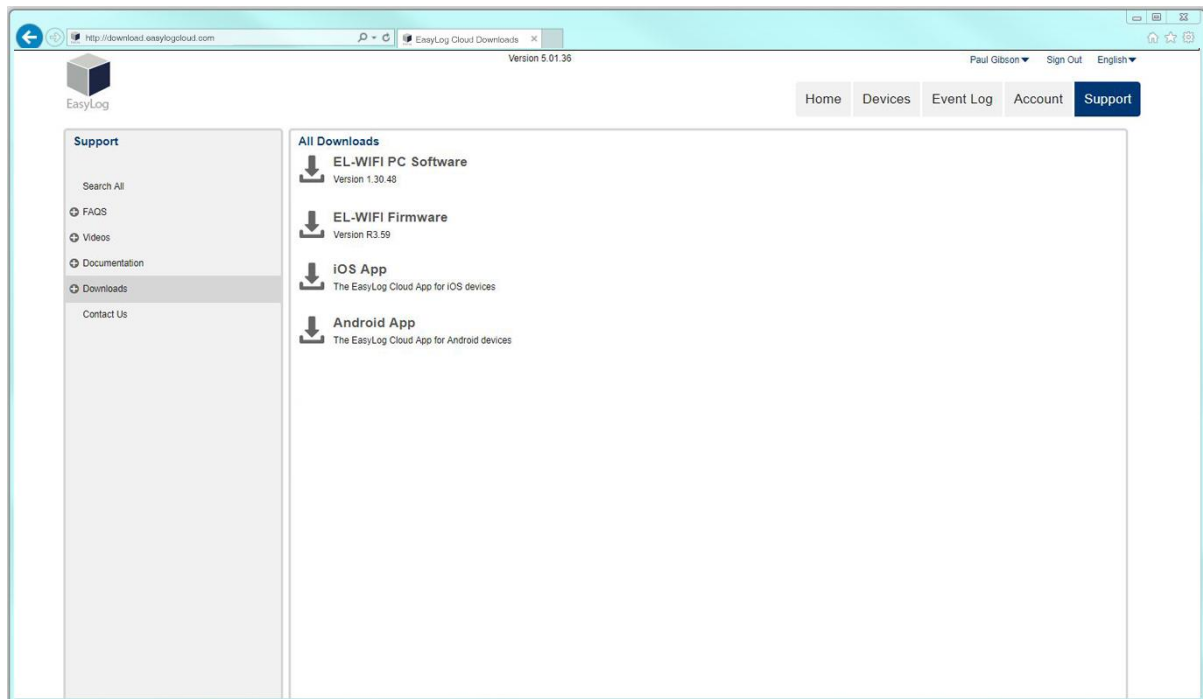 http://download.easylogcloud.com
EasyLog Cloud Downloads
Version 5.01.36
Paul Gibson Sign Out English
EasyLog
Home Devices Event Log Account Support
Support
Search All
FAQS
Videos
Documentation
Downloads
Contact Us
All Downloads
EL-WIFI PC Software
Version 1.30.48
EL-WIFI Firmware
Version R3.59
iOS App
The EasyLog Cloud App for iOS devices
Android App
The EasyLog Cloud App for Android devices